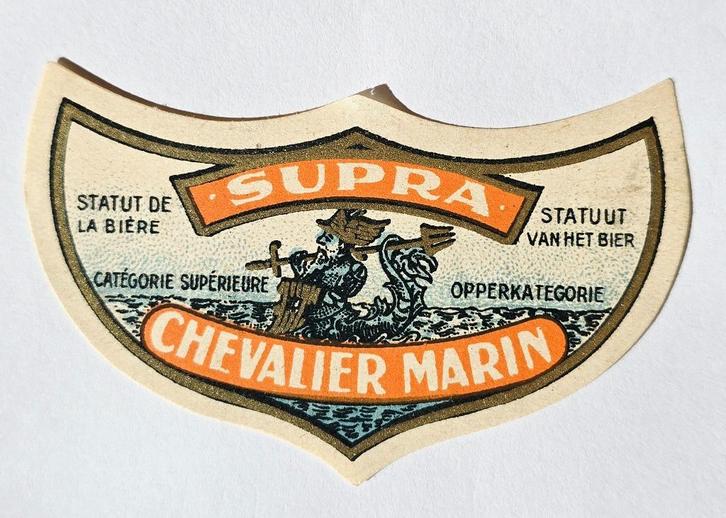 · SUPRA ·
STATUT DE
LA BIÈRE
CATÉGORIE SUPÉRIEURE
STATUUT
VAN HET BIER
OPPERKATEGORIE
CHEVALIER MARIN